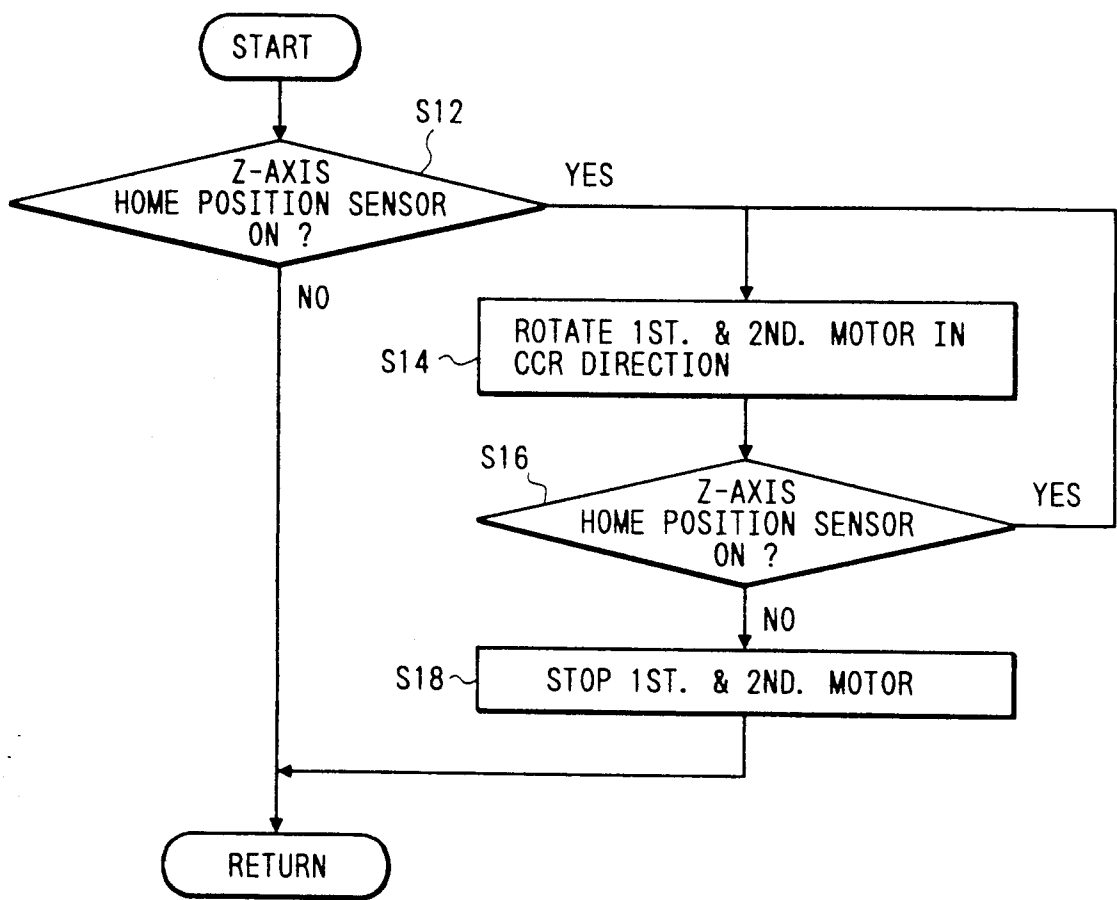 START
S12
Z-AXIS
HOME POSITION SENSOR
ON ?
YES
NO
S14
ROTATE 1ST. & 2ND. MOTOR IN
CCR DIRECTION
S16
Z-AXIS
HOME POSITION SENSOR
ON ?
YES
NO
S18
STOP 1ST. & 2ND. MOTOR
RETURN